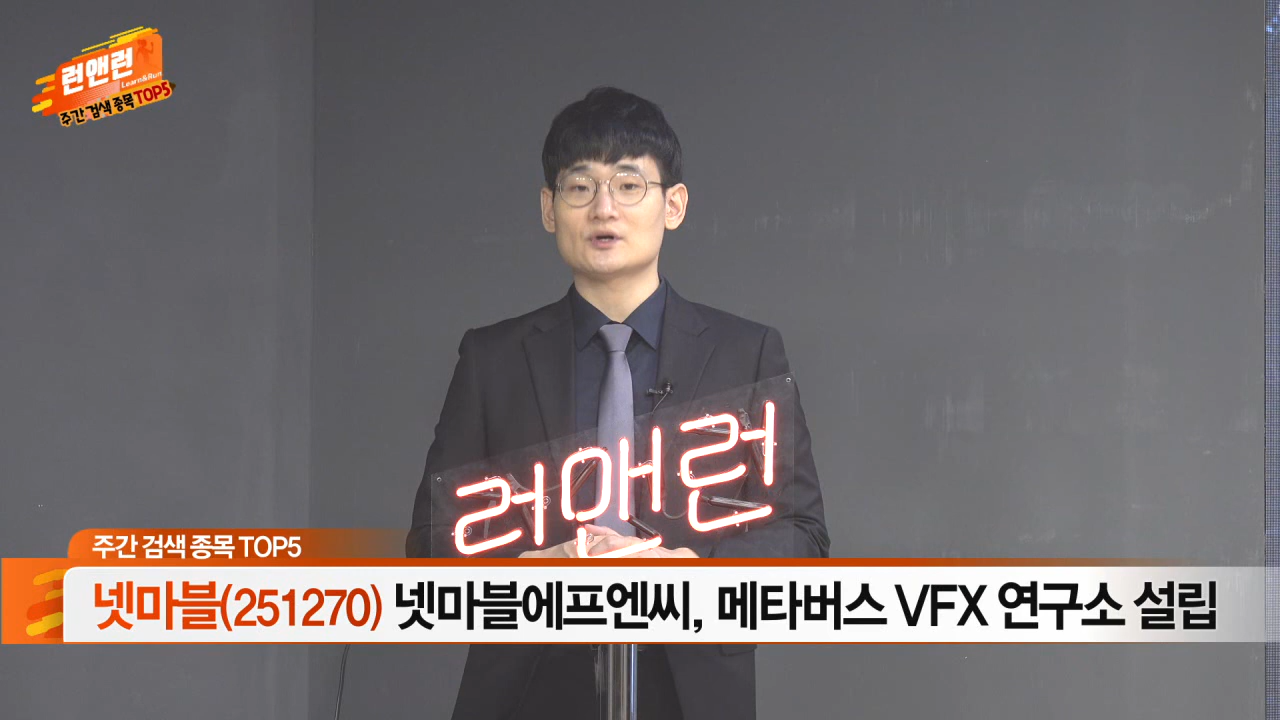 런앤런
Learn&Run
주간 검색 종목 TOP5
런앤런
주간 검색 종목 TOP5
넷마블(251270) 넷마블에프엔씨, 메타버스 VFX 연구소 설립